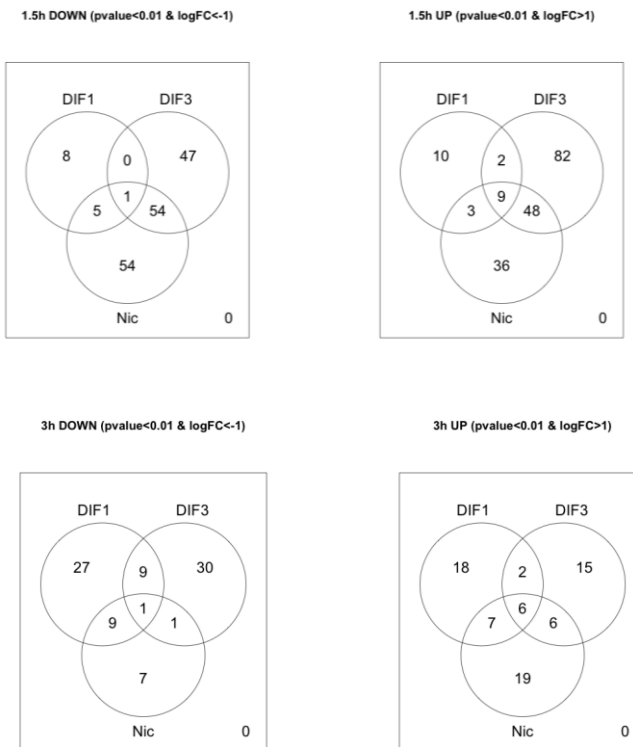 1.5h DOWN (pvalue<0.01 & logFC<-1)
DIF1 DIF3
8 0 47
1
5 54
54
Nic 0
1.5h UP (pvalue<0.01 & logFC>1)
DIF1 DIF3
10 2 82
9
3 48
36
Nic 0
3h DOWN (pvalue<0.01 & logFC<-1)
DIF1 DIF3
27 9 30
1
9 1
7
Nic 0
3h UP (pvalue<0.01 & logFC>1)
DIF1 DIF3
18 2 15
6
7 6
19
Nic 0